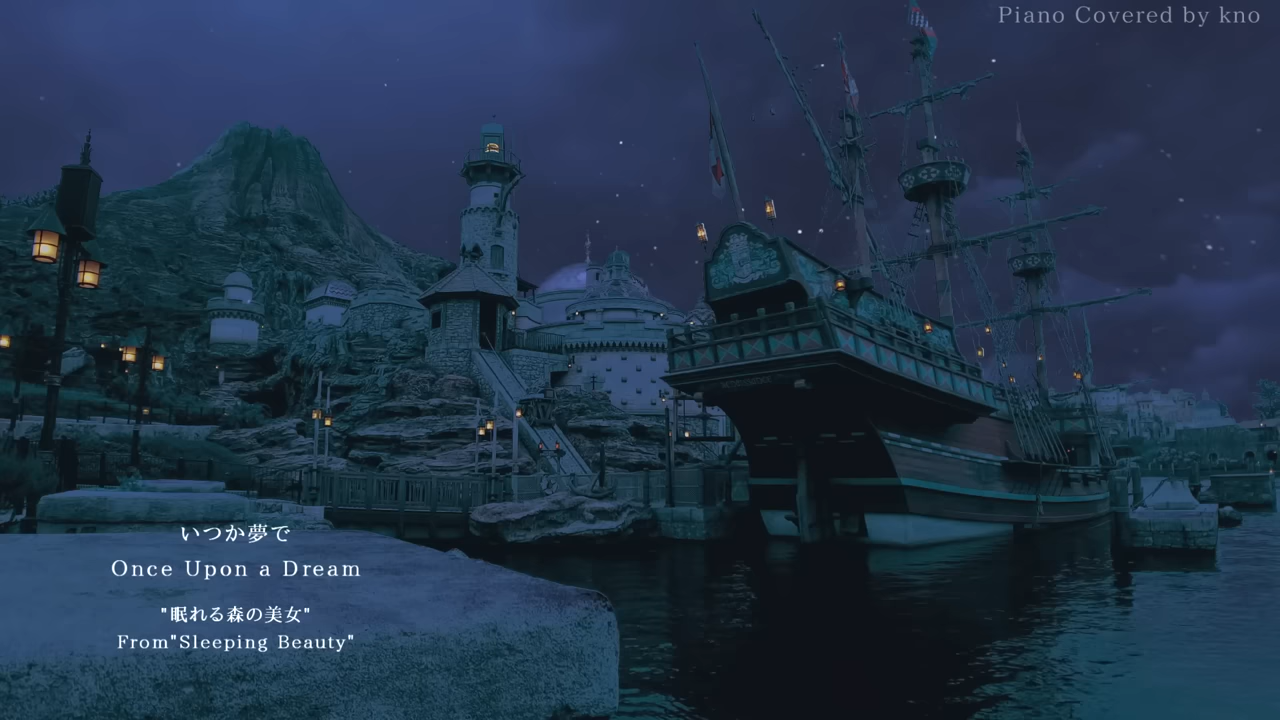 Piano Covered by kno
いつか夢で
Once Upon a Dream
"眠れる森の美女"
From"Sleeping Beauty"